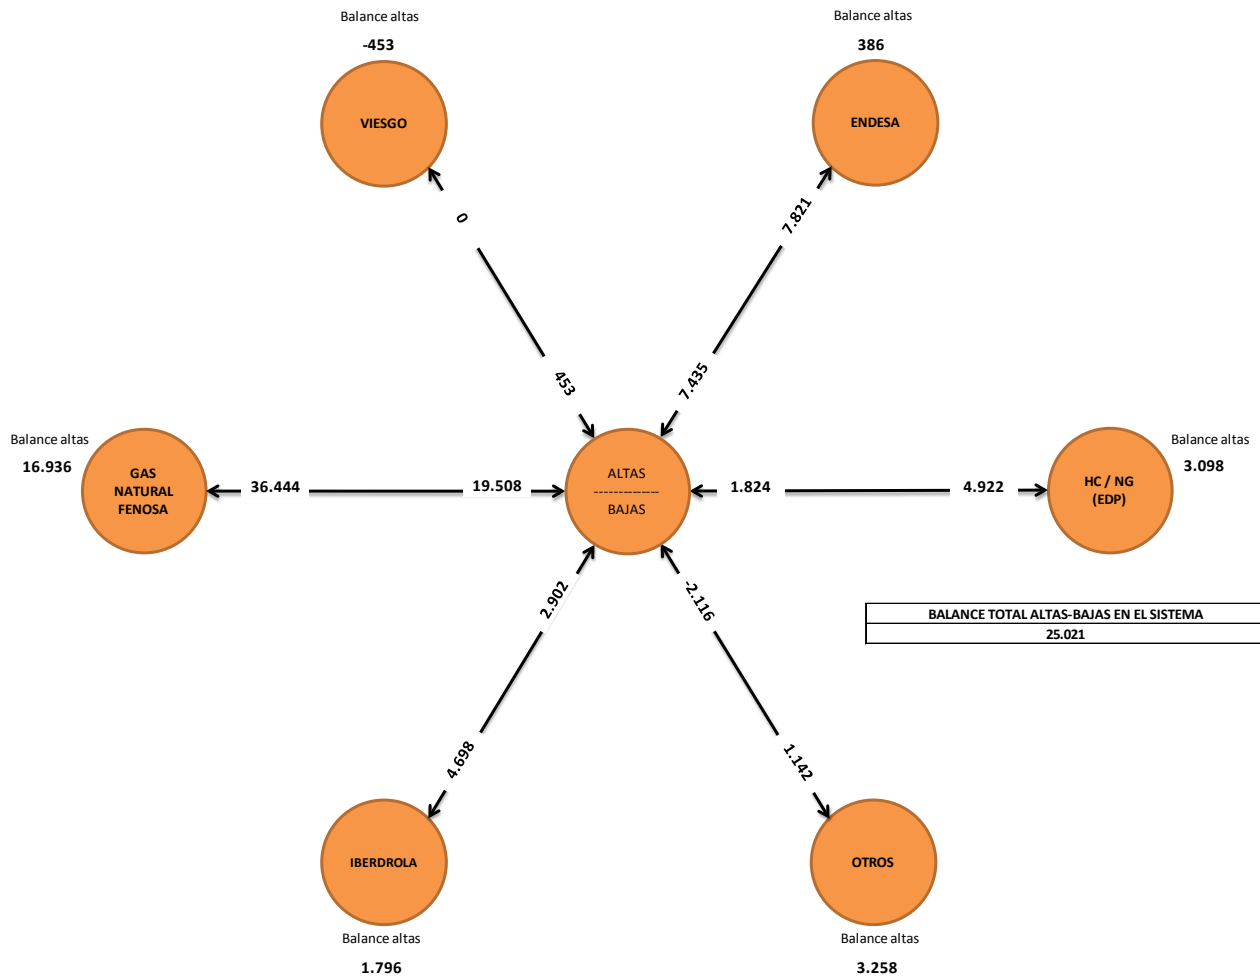 Balance altas
-453
VIESGO
Balance altas
386
ENDESA
0
453
7.821
7.435
Balance altas
16.936
GAS
NATURAL
FENOSA
36.444
19.508
ALTAS
--------------
BAJAS
1.824
4.922
HC / NG
(EDP)
Balance altas
3.098
2.902
4.698
-2.116
1.142
BALANCE TOTAL ALTAS-BAJAS EN EL SISTEMA
25.021
IBERDROLA
Balance altas
1.796
OTROS
Balance altas
3.258